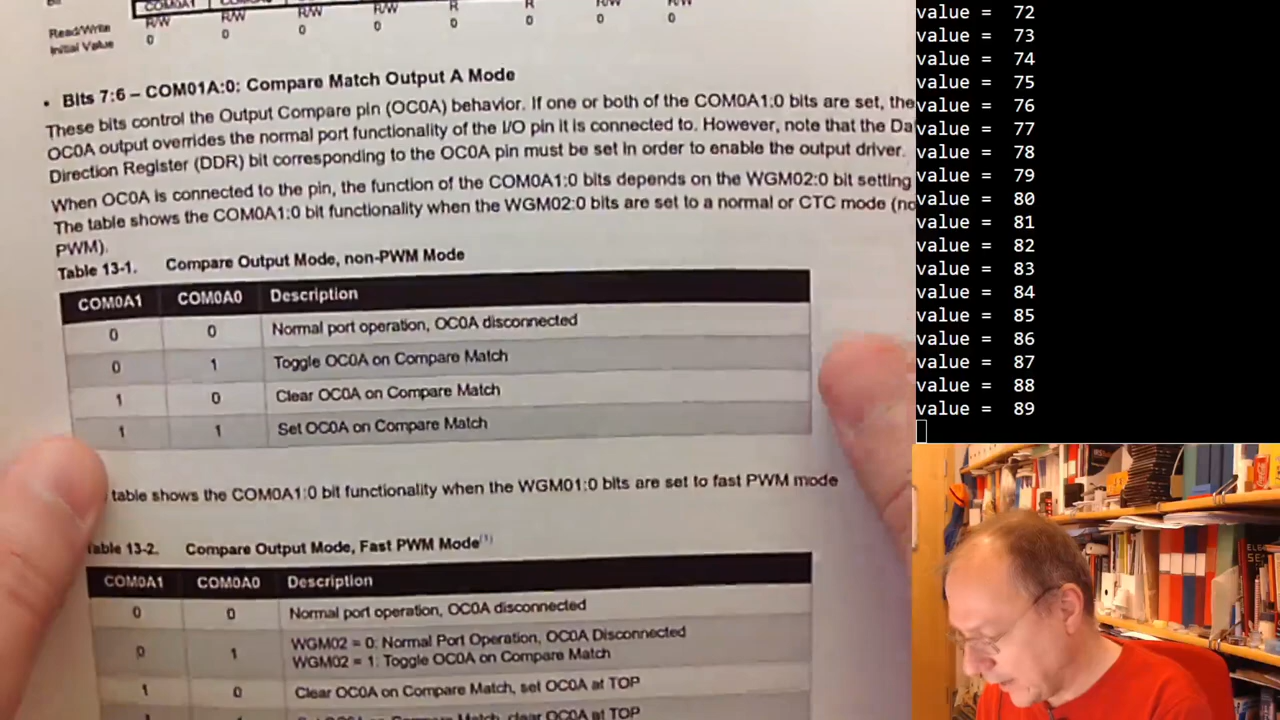 COM0A1
R/W R/W R/W R/W R R R/W R/W
Read/Write
Initial Value 0 0 0 0 0 0 0 0
• Bits 7:6 – COM01A:0: Compare Match Output A Mode
These bits control the Output Compare pin (OC0A) behavior. If one or both of the COM0A1:0 bits are set, the
OC0A output overrides the normal port functionality of the I/O pin it is connected to. However, note that the Da
Direction Register (DDR) bit corresponding to the OC0A pin must be set in order to enable the output driver.
When OC0A is connected to the pin, the function of the COM0A1:0 bits depends on the WGM02:0 bit setting
The table shows the COM0A1:0 bit functionality when the WGM02:0 bits are set to a normal or CTC mode (no
PWM).
Table 13-1. Compare Output Mode, non-PWM Mode
COM0A1 COM0A0 Description
0 0 Normal port operation, OC0A disconnected
0 1 Toggle OC0A on Compare Match
1 0 Clear OC0A on Compare Match
1 1 Set OC0A on Compare Match
table shows the COM0A1:0 bit functionality when the WGM01:0 bits are set to fast PWM mode
able 13-2. Compare Output Mode, Fast PWM Mode(1)
COM0A1 COM0A0 Description
0 0 Normal port operation, OC0A disconnected
0 1 WGM02 = 0: Normal Port Operation, OC0A Disconnected
WGM02 = 1: Toggle OC0A on Compare Match
1 0 Clear OC0A on Compare Match, set OC0A at TOP
Compare Match, clear OC0A at TOP
value = 72
value = 73
value = 74
value = 75
value = 76
value = 77
value = 78
value = 79
value = 80
value = 81
value = 82
value = 83
value = 84
value = 85
value = 86
value = 87
value = 88
value = 89